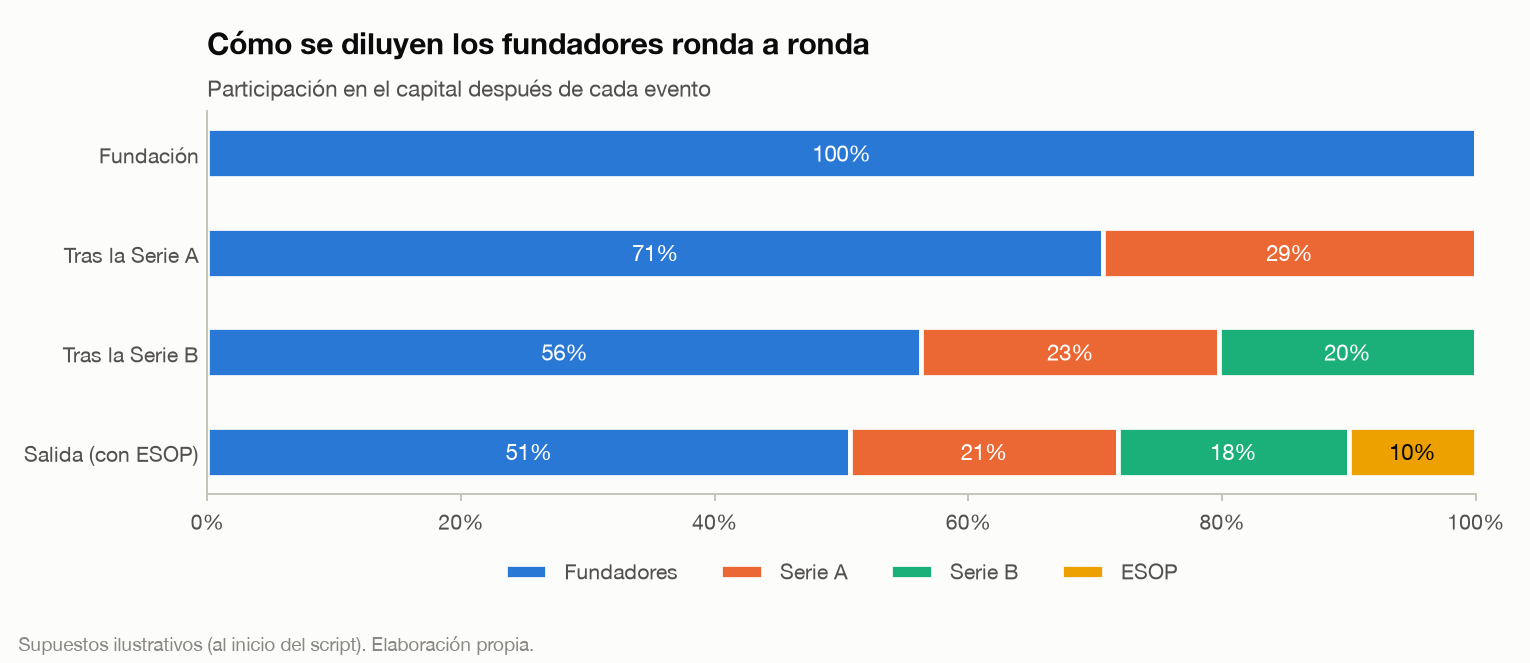 Cómo se diluyen los fundadores ronda a ronda
Participación en el capital después de cada evento
Fundación 100%
Tras la Serie A 71% 29%
Tras la Serie B 56% 23% 20%
Salida (con ESOP) 51% 21% 18% 10%
0% 20% 40% 60% 80% 100%
Fundadores Serie A Serie B ESOP
Supuestos ilustrativos (al inicio del script). Elaboración propia.